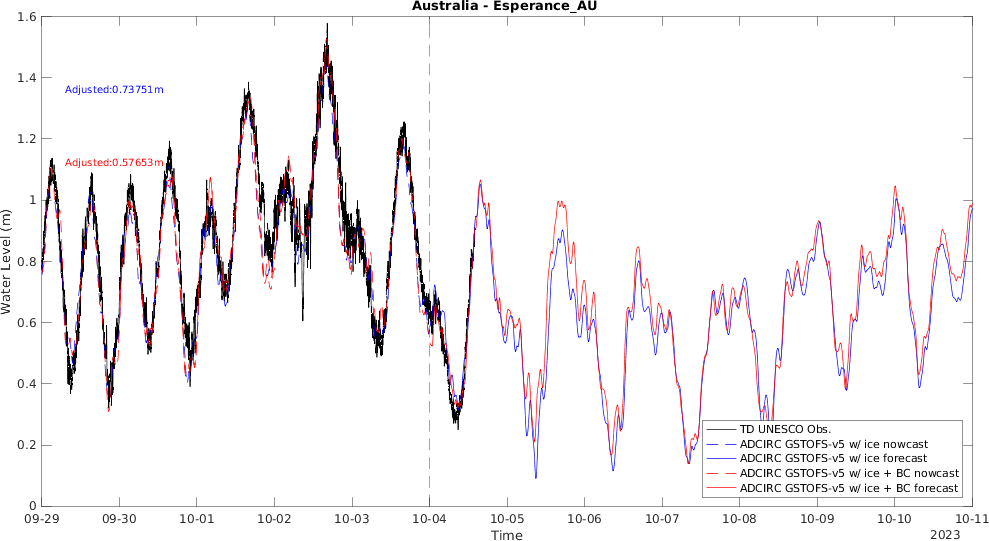 Australia - Esperance_AU
1.6
1.4
1.2
1
0.8
0.6
0.4
0.2
0
Water Level (m)
Adjusted:0.73751m
Adjusted:0.57653m
TD UNESCO Obs.
ADCIRC GSTOFS-v5 w/ ice nowcast
ADCIRC GSTOFS-v5 w/ ice forecast
ADCIRC GSTOFS-v5 w/ ice + BC nowcast
ADCIRC GSTOFS-v5 w/ ice + BC forecast
09-29 09-30 10-01 10-02 10-03 10-04 10-05 10-06 10-07 10-08 10-09 10-10 10-11
Time
2023